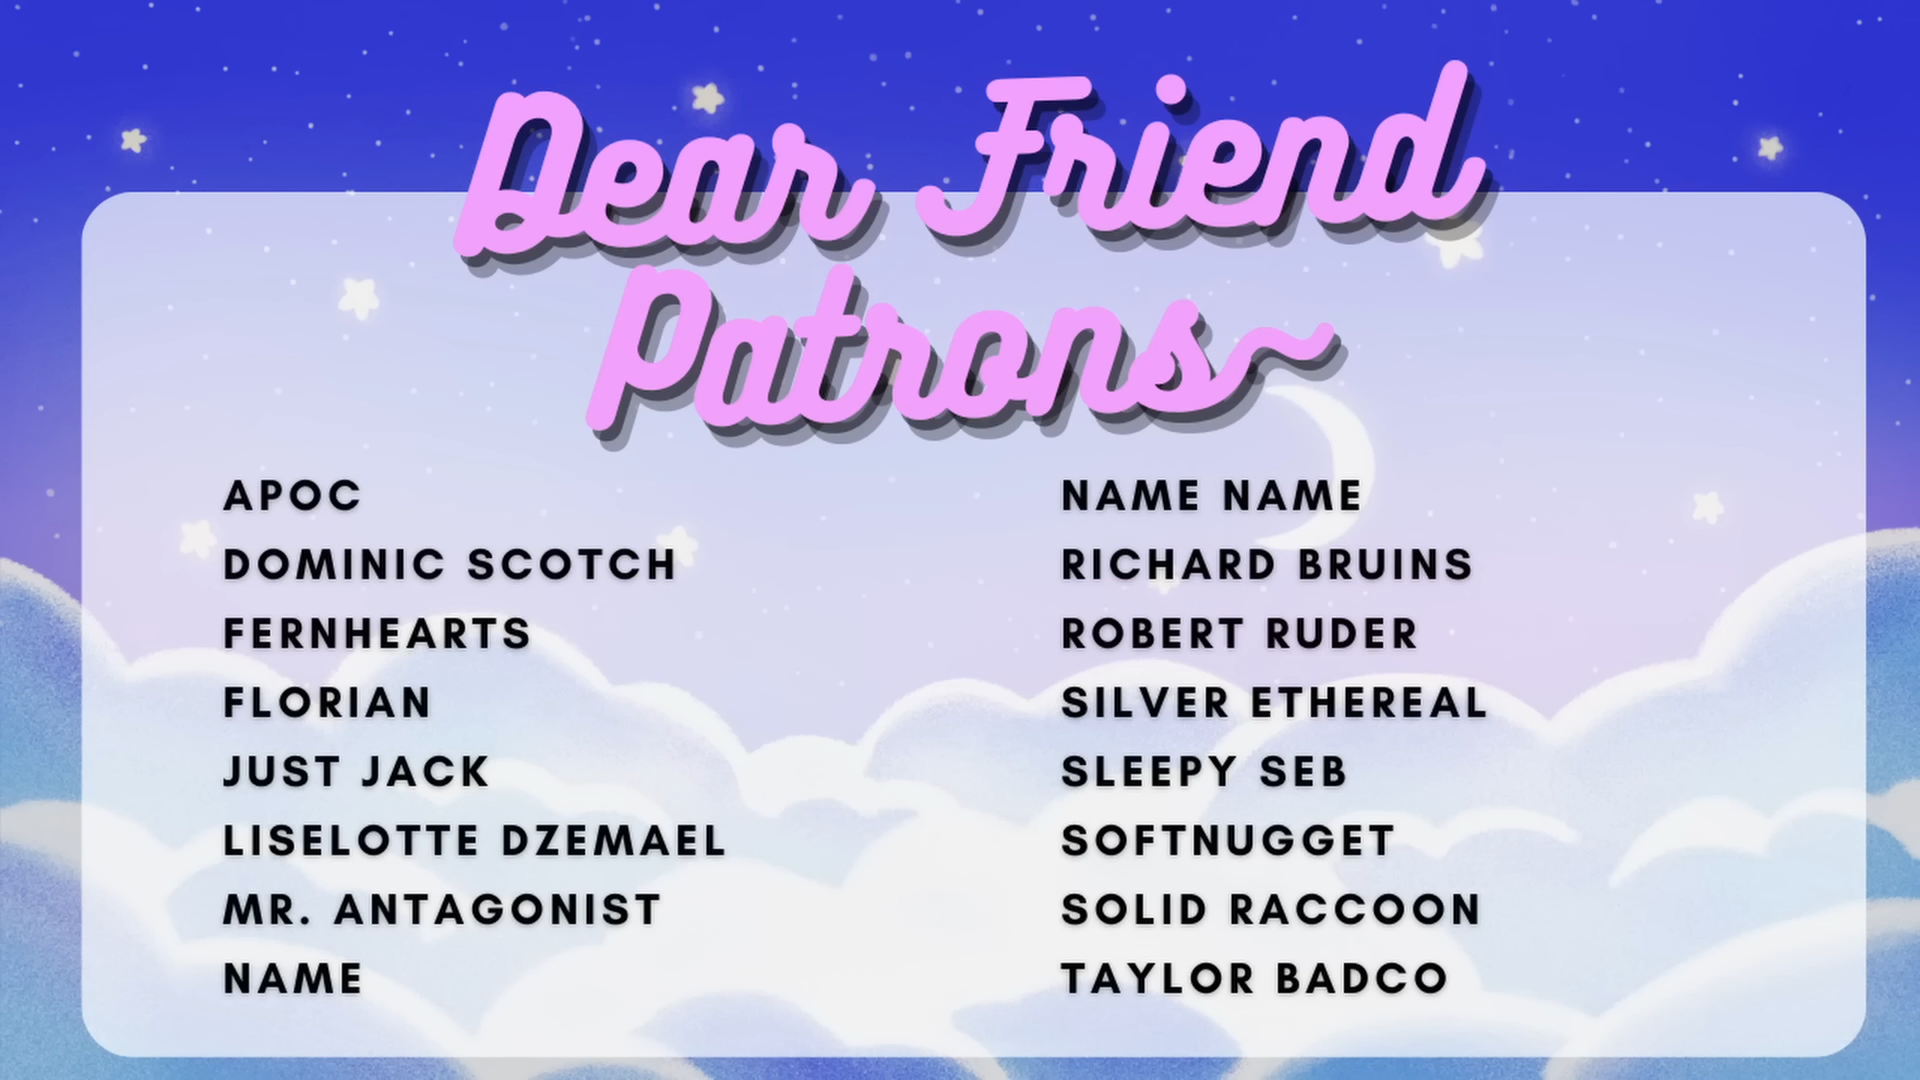 Dear Friend
Patrons~
APOC
DOMINIC SCOTCH
FERNHEARTS
FLORIAN
JUST JACK
LISELOTTE DZEMAEL
MR. ANTAGONIST
NAME
NAME NAME
RICHARD BRUINS
ROBERT RUDER
SILVER ETHEREAL
SLEEPY SEB
SOFTNUGGET
SOLID RACCOON
TAYLOR BADCO